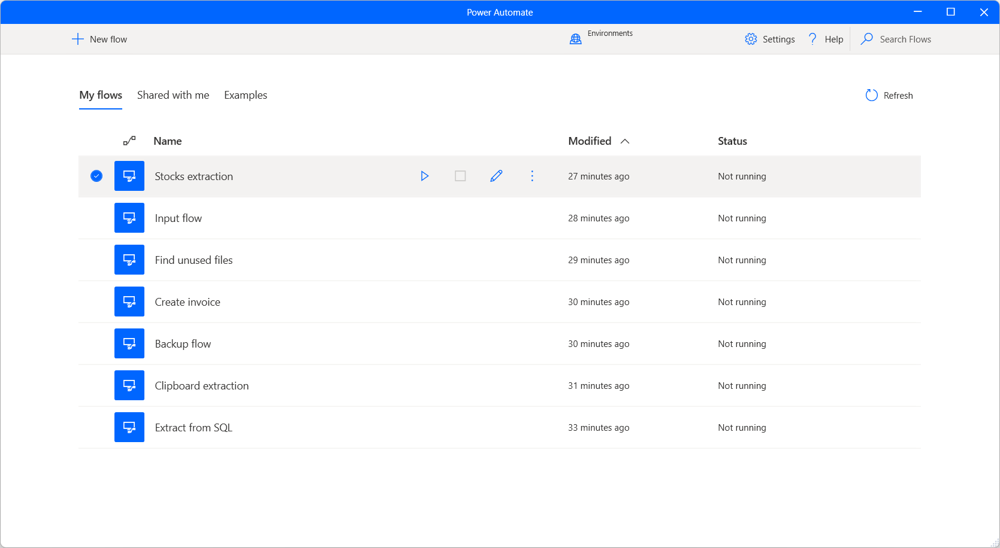 Power Automate
New flow
Environments
Settings
Help
Search Flows
My flows
Shared with me
Examples
Refresh
Name
Modified
Status
Stocks extraction
27 minutes ago
Not running
Input flow
28 minutes ago
Not running
Find unused files
29 minutes ago
Not running
Create invoice
30 minutes ago
Not running
Backup flow
30 minutes ago
Not running
Clipboard extraction
31 minutes ago
Not running
Extract from SQL
33 minutes ago
Not running